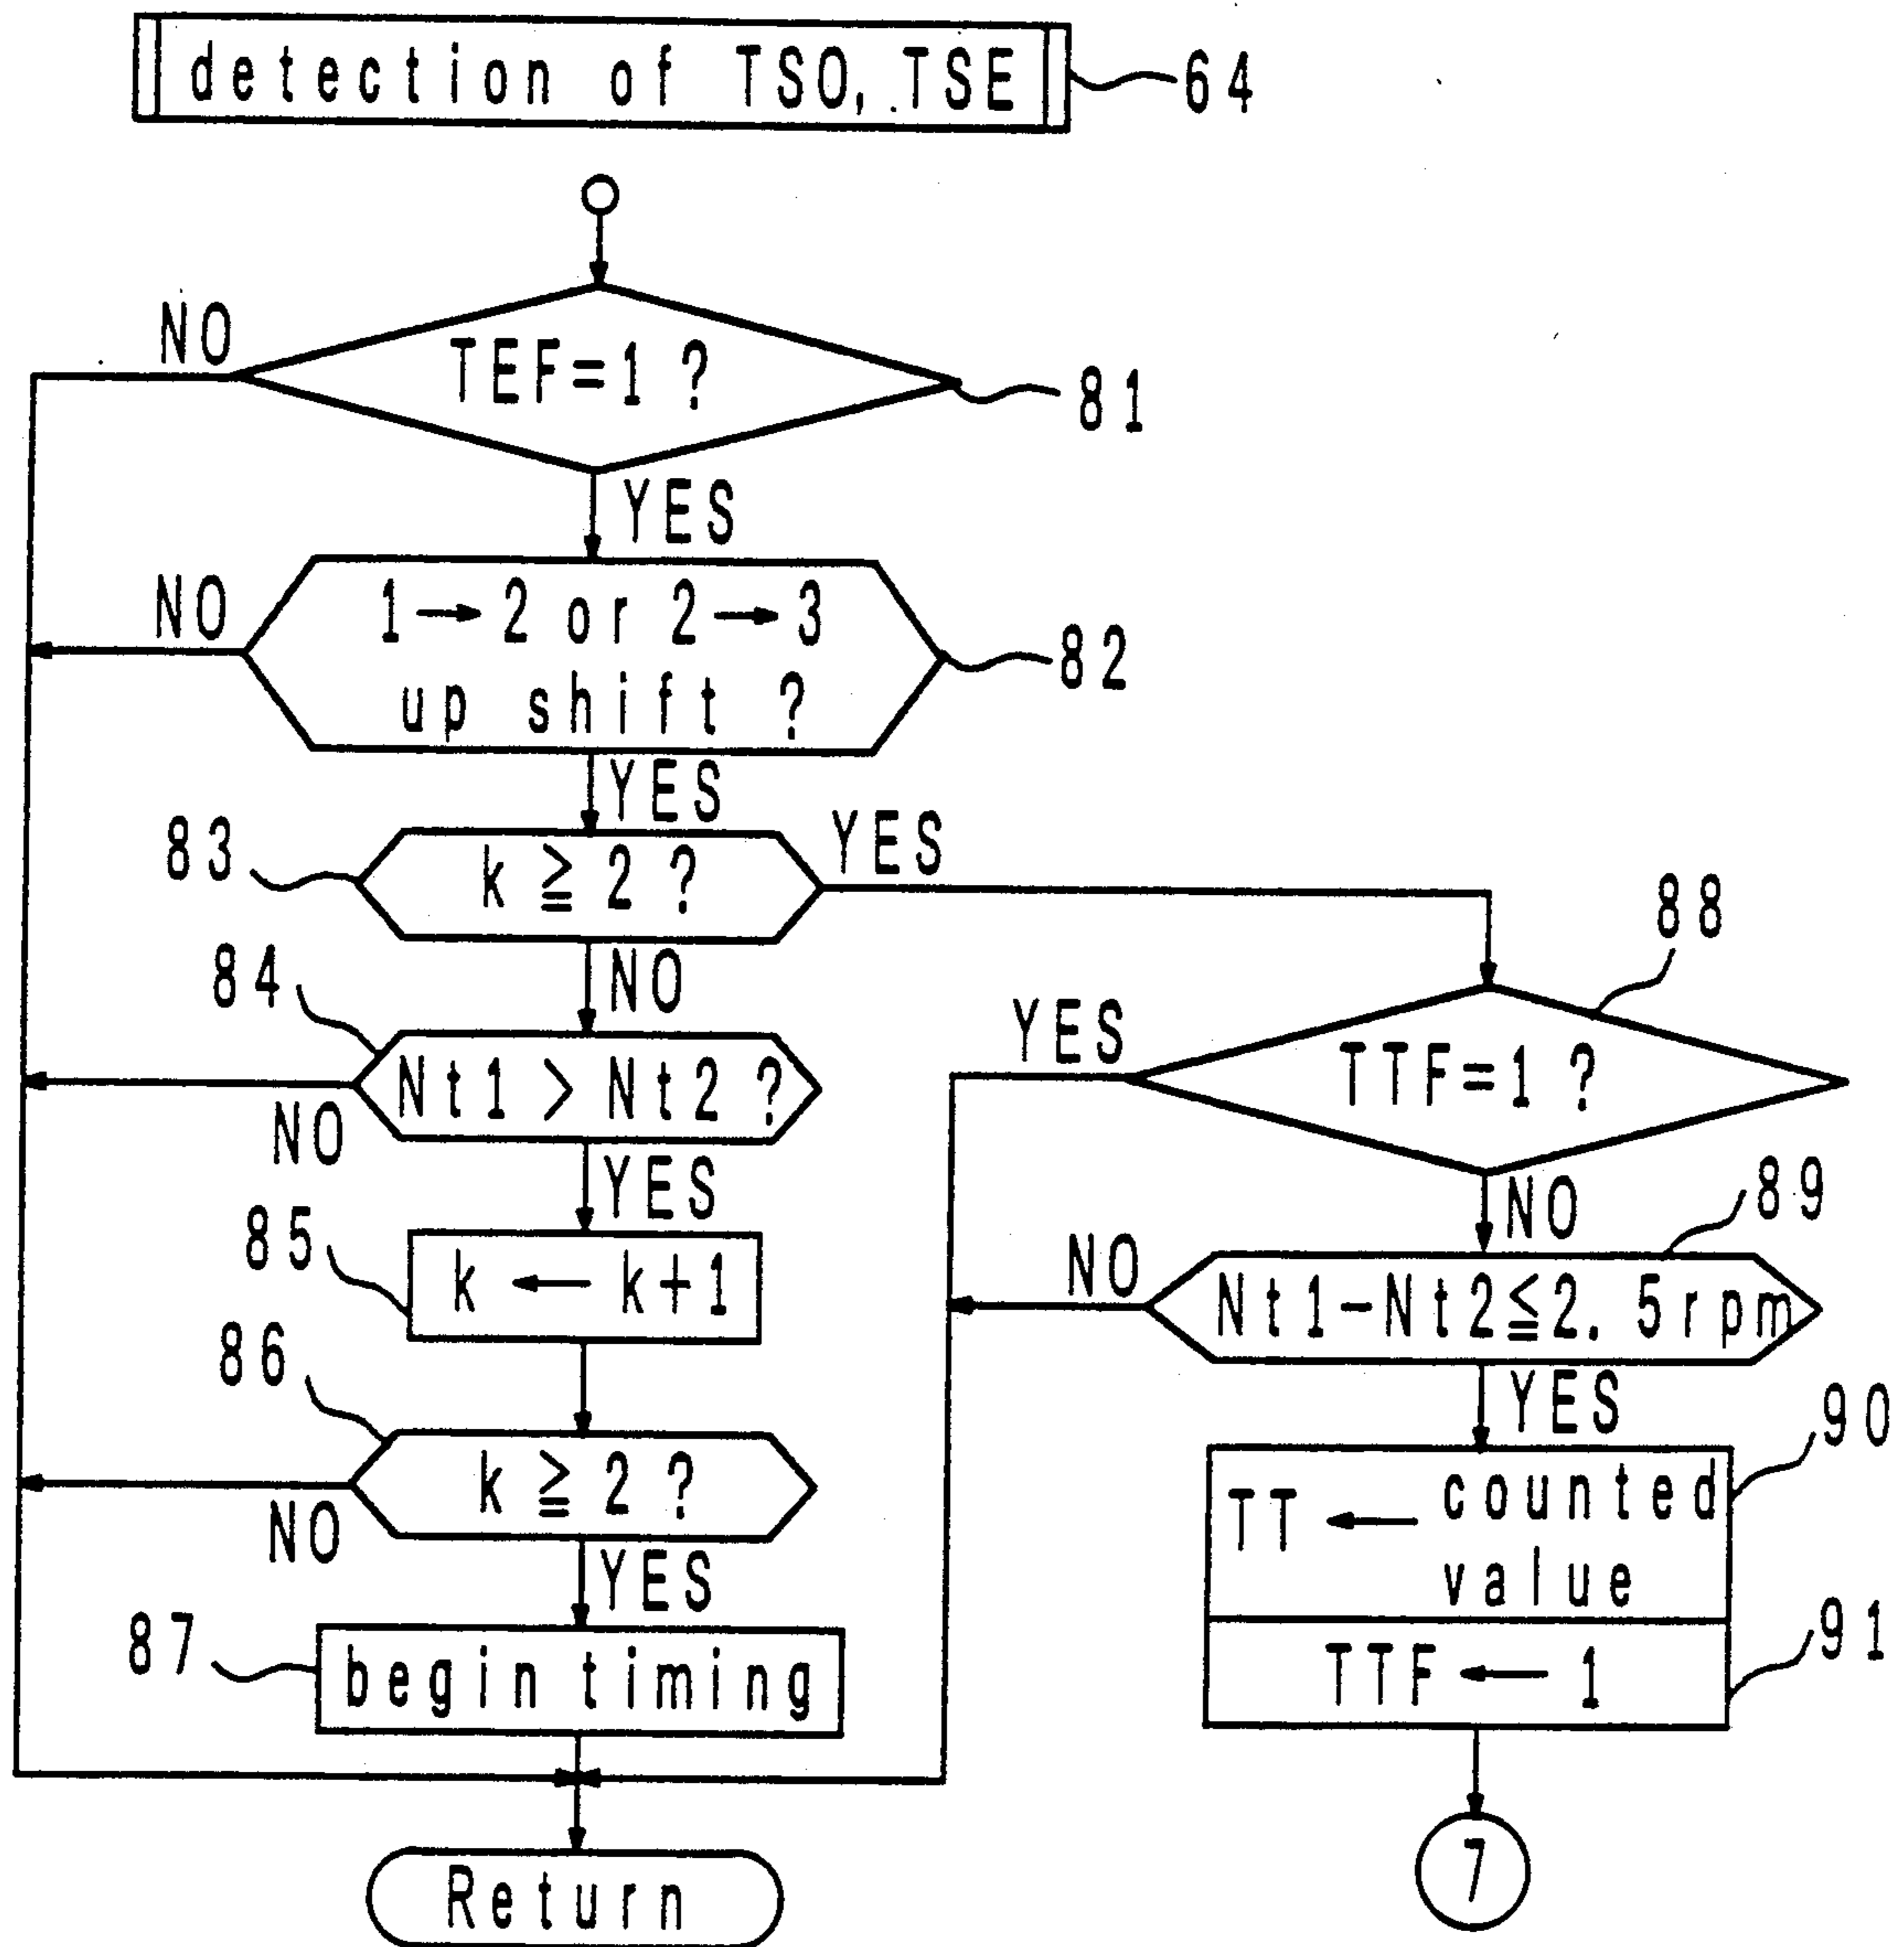 detection of TSO, TSE
64
NO
TEF=1 ?
81
YES
NO
1→2 or 2→3
up shift ?
82
YES
83
k ≧ 2 ?
YES
NO
84
Nt1 > Nt2 ?
NO
YES
85
k ← k+1
86
k ≧ 2 ?
NO
YES
87
begin timing
Return
88
YES
TTF=1 ?
NO
89
NO
Nt1-Nt2≦2.5rpm
YES
90
TT ← counted
value
91
TTF ← 1
7